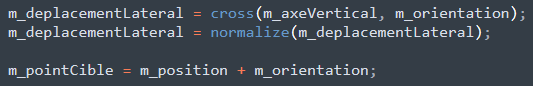 m_deplacementLateral = cross(m_axeVertical, m_orientation);
m_deplacementLateral = normalize(m_deplacementLateral);
m_pointCible = m_position + m_orientation;